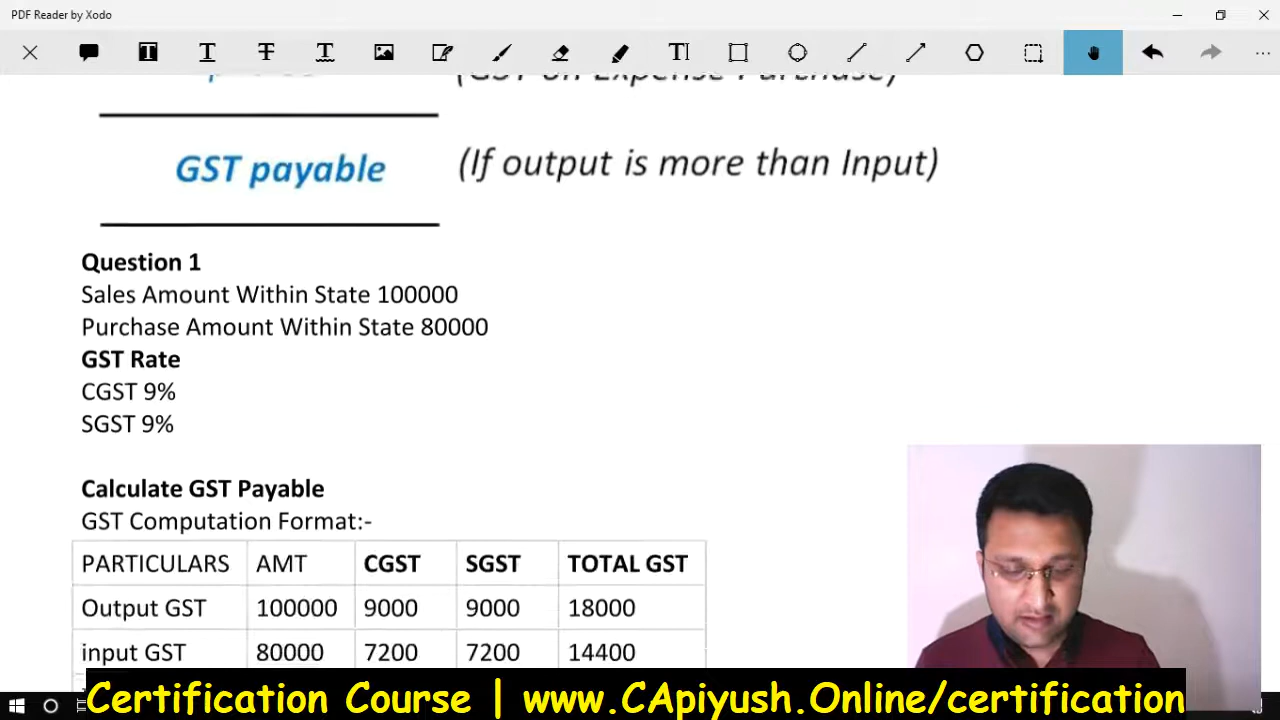 PDF Reader by Xodo
(GST on Expense Purchase)
GST payable (If output is more than Input)
Question 1
Sales Amount Within State 100000
Purchase Amount Within State 80000
GST Rate
CGST 9%
SGST 9%
Calculate GST Payable
GST Computation Format:-
PARTICULARS AMT CGST SGST TOTAL GST
Output GST 100000 9000 9000 18000
input GST 80000 7200 7200 14400
Certification Course | www.CApiyush.Online/certification